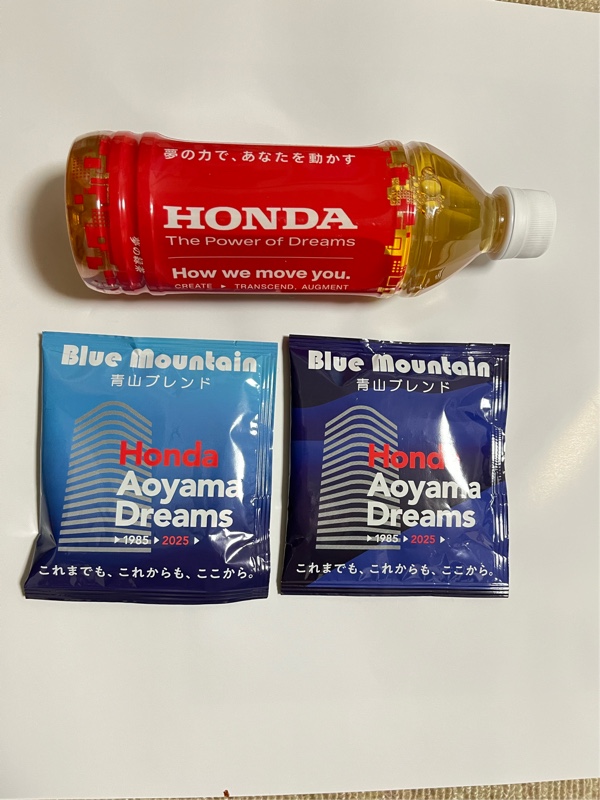 夢の力で、あなたを動かす
HONDA
The Power of Dreams
How we move you.
CREATE ▶ TRANSCEND, AUGMENT
夢の緑茶
Blue Mountain
青山ブレンド
Honda
Aoyama
Dreams
▶1985▶2025▶
これまでも、これからも、ここから。
Blue Mountain
青山ブレンド
Honda
Aoyama
Dreams
▶1985▶2025▶
これまでも、これからも、ここから。